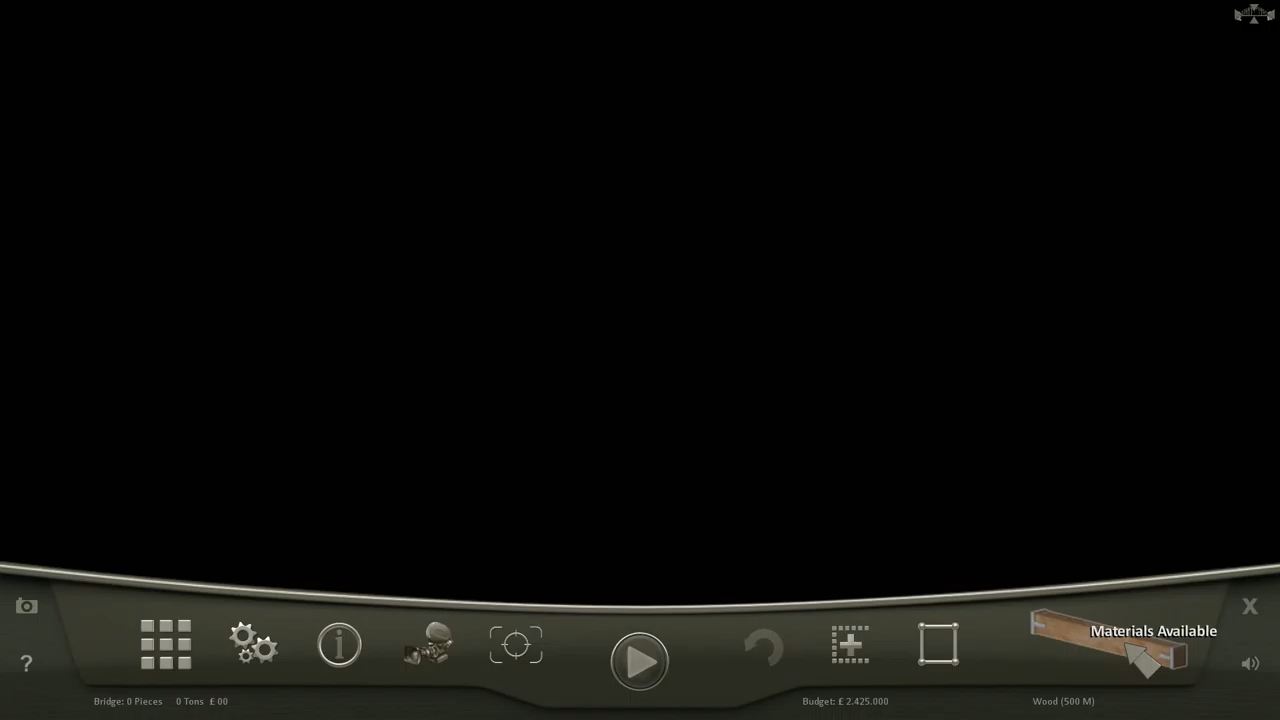 Materials Available
?
X
Bridge: 0 Pieces 0 Tons £ 00
Budget: £ 2.425.000
Wood (500 M)